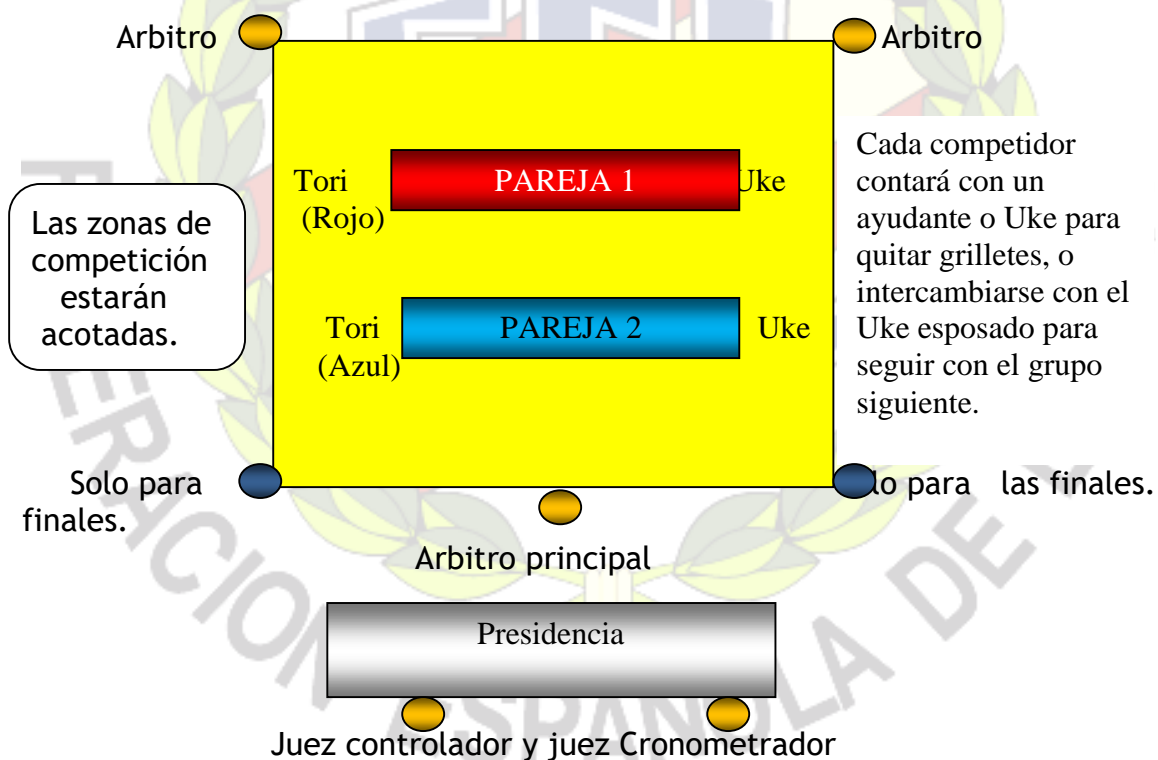 Arbitro
Arbitro
Tori
(Rojo)
PAREJA 1
Uke
Las zonas de
competición
estarán
acotadas.
Cada competidor
contará con un
ayudante o Uke para
quitar grilletes, o
intercambiarse con el
Uke esposado para
seguir con el grupo
siguiente.
Tori
(Azul)
PAREJA 2
Uke
Solo para
finales.
lo para las finales.
Arbitro principal
Presidencia
Juez controlador y juez Cronometrador
ESPAÑOLA DE